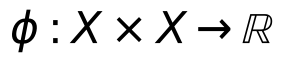 ϕ : X × X → ℝ